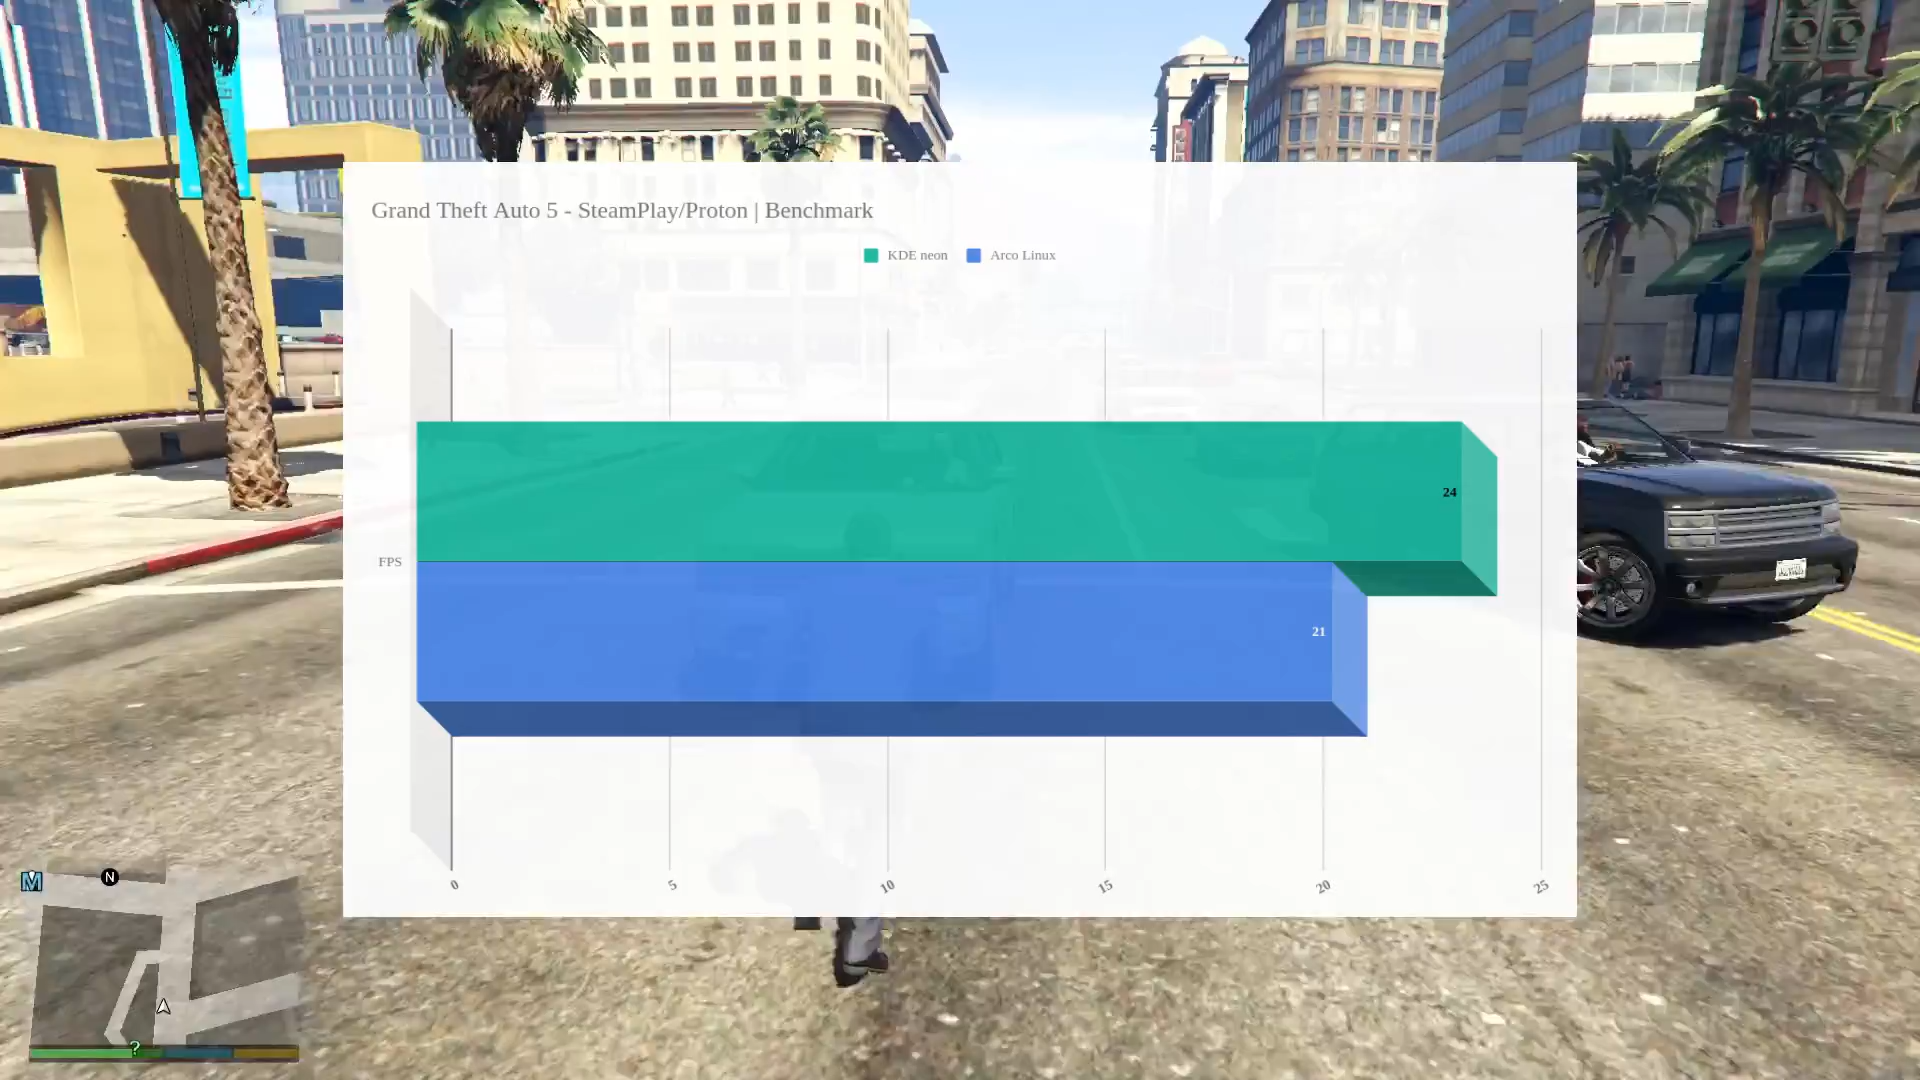 Grand Theft Auto 5 - SteamPlay/Proton | Benchmark
KDE neon
Arco Linux
24
FPS
21
0
5
10
15
20
25
M
N
?